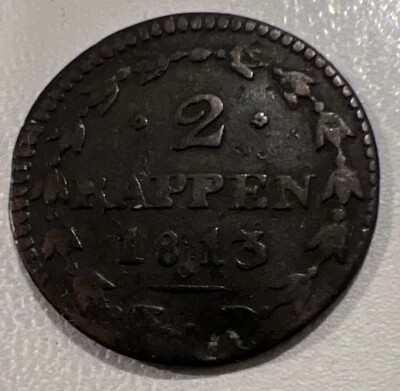 · 2 ·
RAPPEN
1813